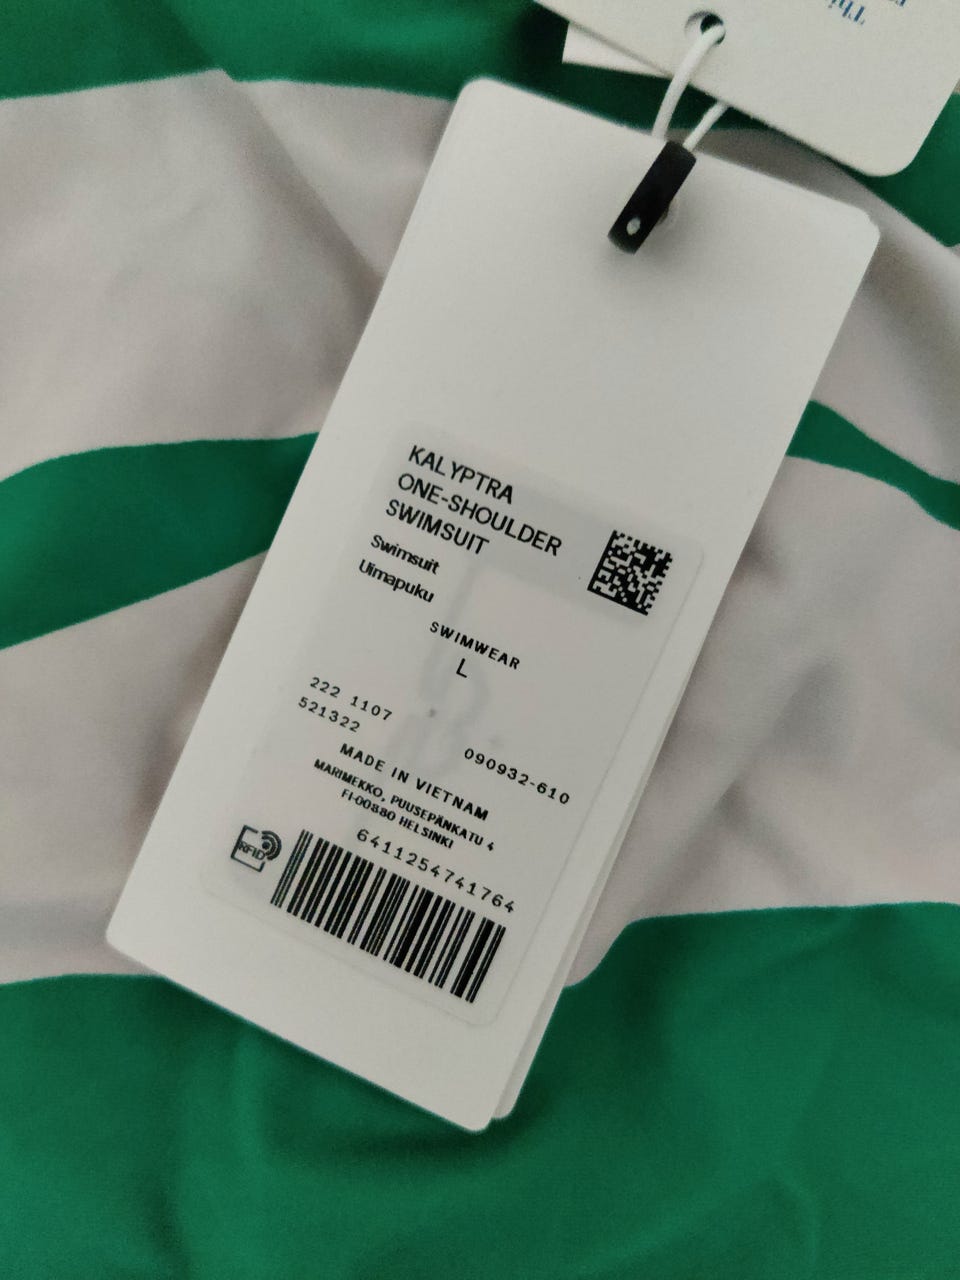 Thi
KALYPTRA
ONE-SHOULDER
SWIMSUIT
Swimsuit
Uimapuku
SWIMWEAR
L
222 1107
521322
090932-610
MADE IN VIETNAM
MARIMEKKO, PUUSEPÄNKATU 4
FI-00880 HELSINKI
6411254741764
RFID